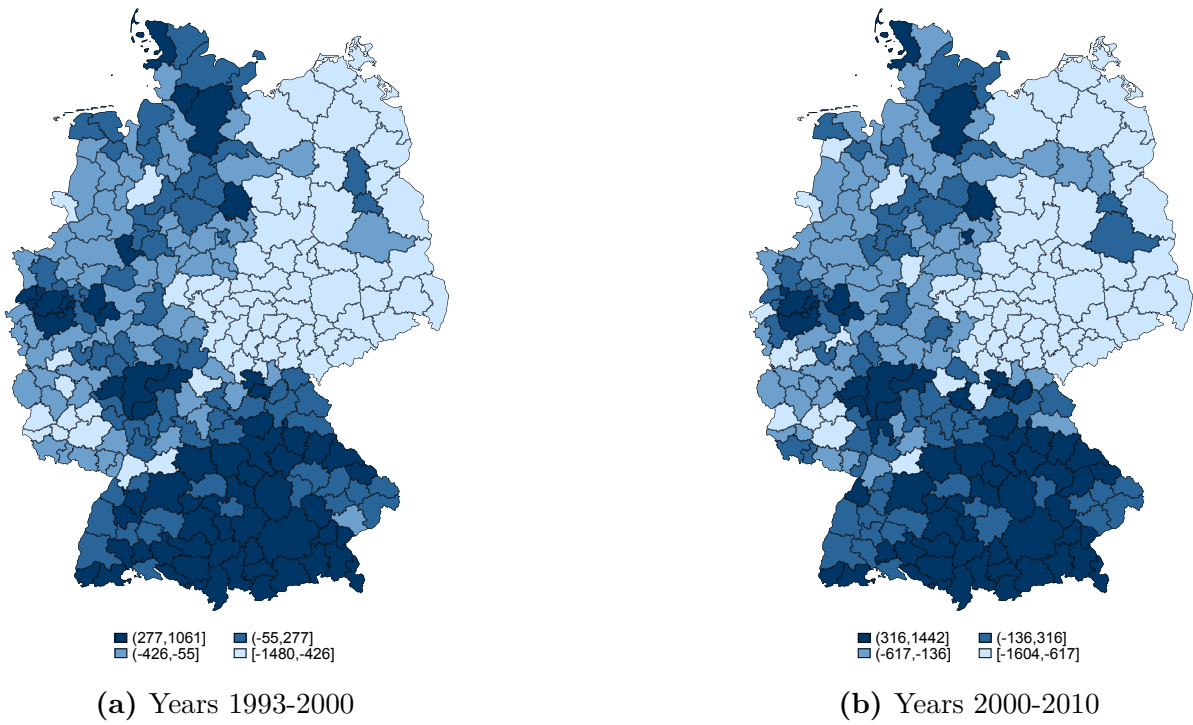 (277,1061] (-55,277]
(-426,-55] [-1480,-426]
(a) Years 1993-2000
(316,1442] (-136,316]
(-617,-136] [-1604,-617]
(b) Years 2000-2010